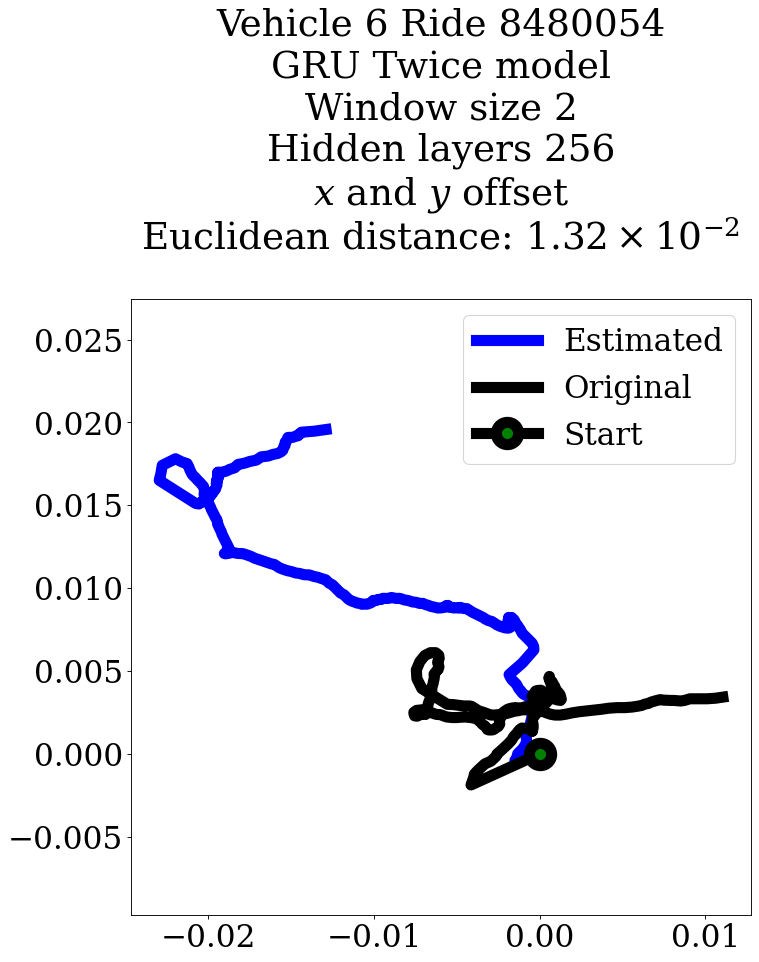 Vehicle 6 Ride 8480054
GRU Twice model
Window size 2
Hidden layers 256
x and y offset
Euclidean distance: 1.32 × 10⁻²
Estimated
Original
Start
0.025
0.020
0.015
0.010
0.005
0.000
−0.005
−0.02
−0.01
0.00
0.01